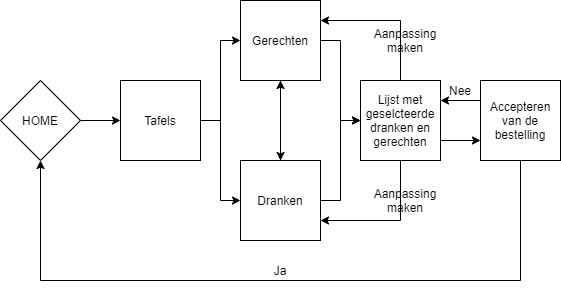 Gerechten
Aanpassing
maken
HOME
Tafels
Lijst met
geselcteerde
dranken en
gerechten
Nee
Accepteren
van de
bestelling
Dranken
Aanpassing
maken
Ja